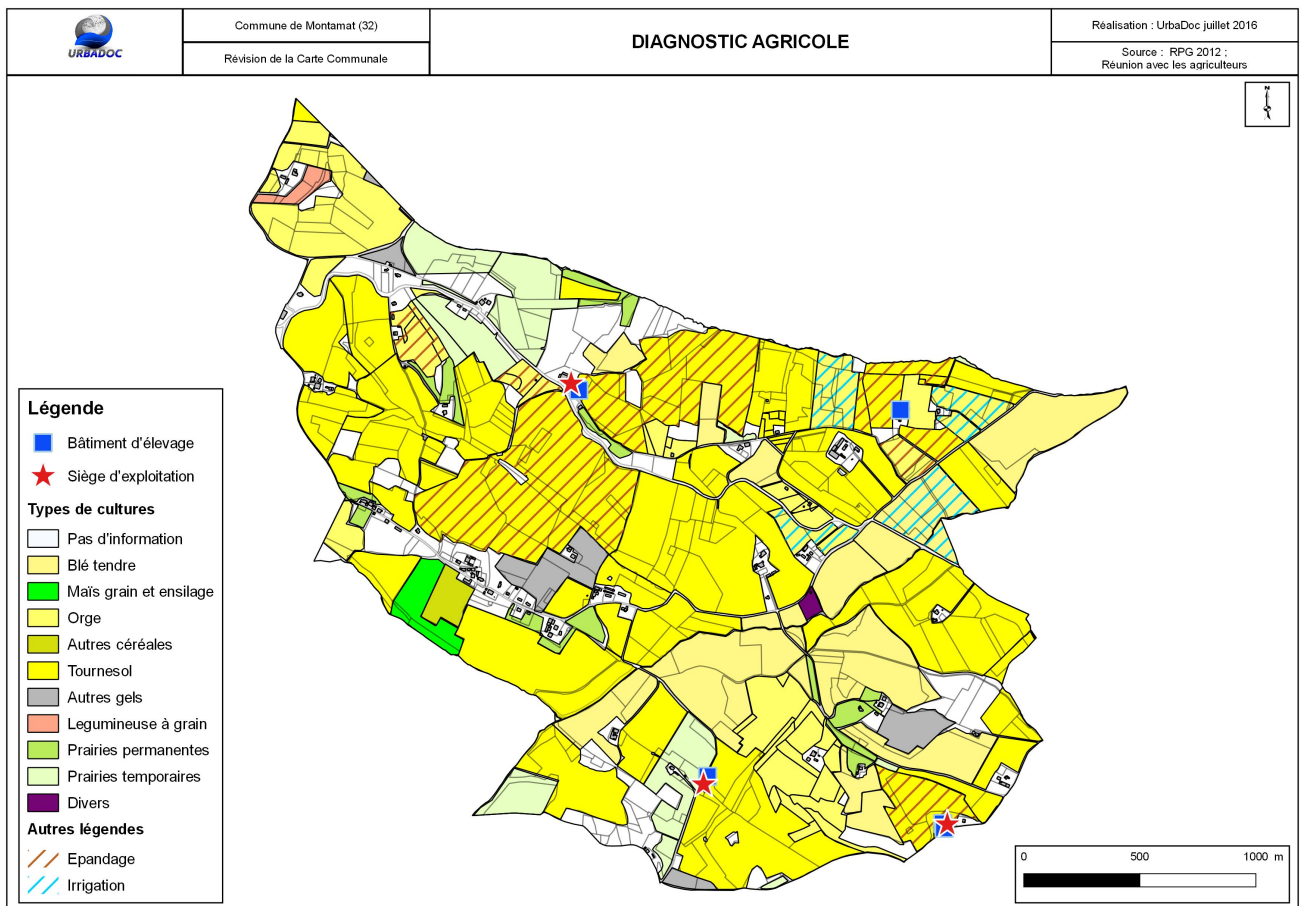 URBADOC
Commune de Montamat (32)
Révision de la Carte Communale
DIAGNOSTIC AGRICOLE
Réalisation : UrbaDoc juillet 2016
Source : RPG 2012 ;
Réunion avec les agriculteurs
N
Légende
Bâtiment d'élevage
Siège d'exploitation
Types de cultures
Pas d'information
Blé tendre
Maïs grain et ensilage
Orge
Autres céréales
Tournesol
Autres gels
Legumineuse à grain
Prairies permanentes
Prairies temporaires
Divers
Autres légendes
Epandage
Irrigation
0 500 1000 m